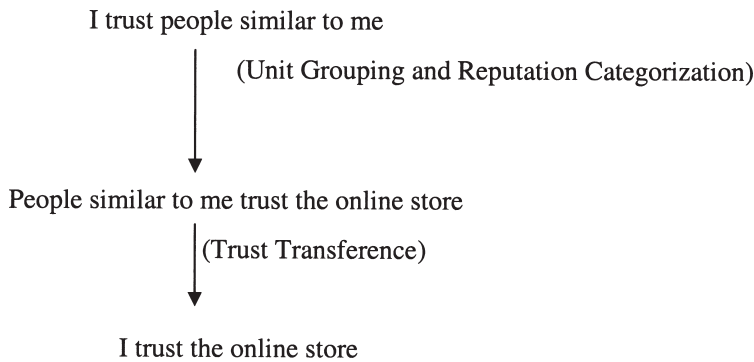 I trust people similar to me
(Unit Grouping and Reputation Categorization)
People similar to me trust the online store
(Trust Transference)
I trust the online store